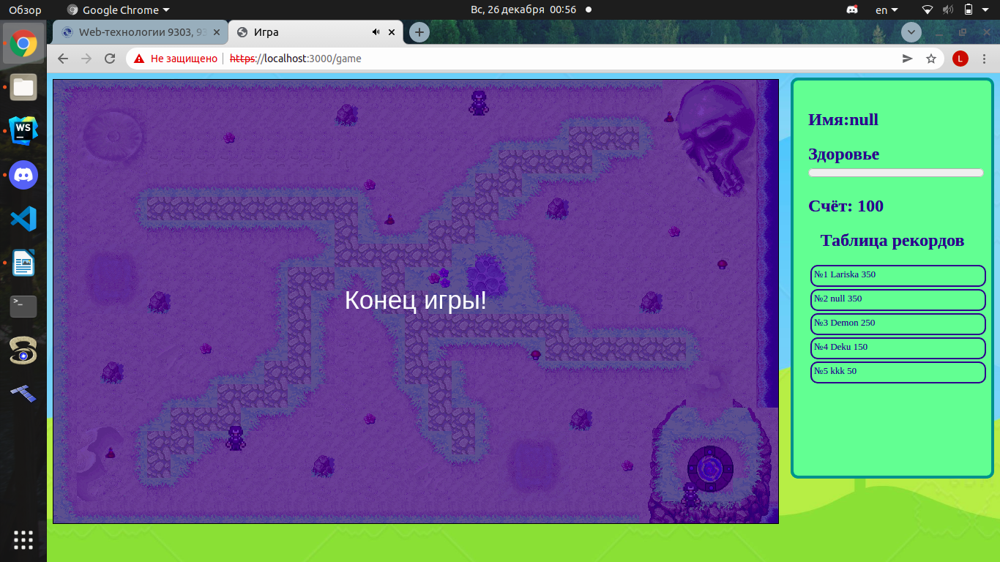 Обзор
Google Chrome
Вс, 26 декабря 00:56
en
Web-технологии 9303, 93
Игра
Не защищено
https://localhost:3000/game
L
WS
>_
Имя:null
Здоровье
Счёт: 100
Таблица рекордов
№1 Lariska 350
№2 null 350
№3 Demon 250
№4 Deku 150
№5 kkk 50
Конец игры!